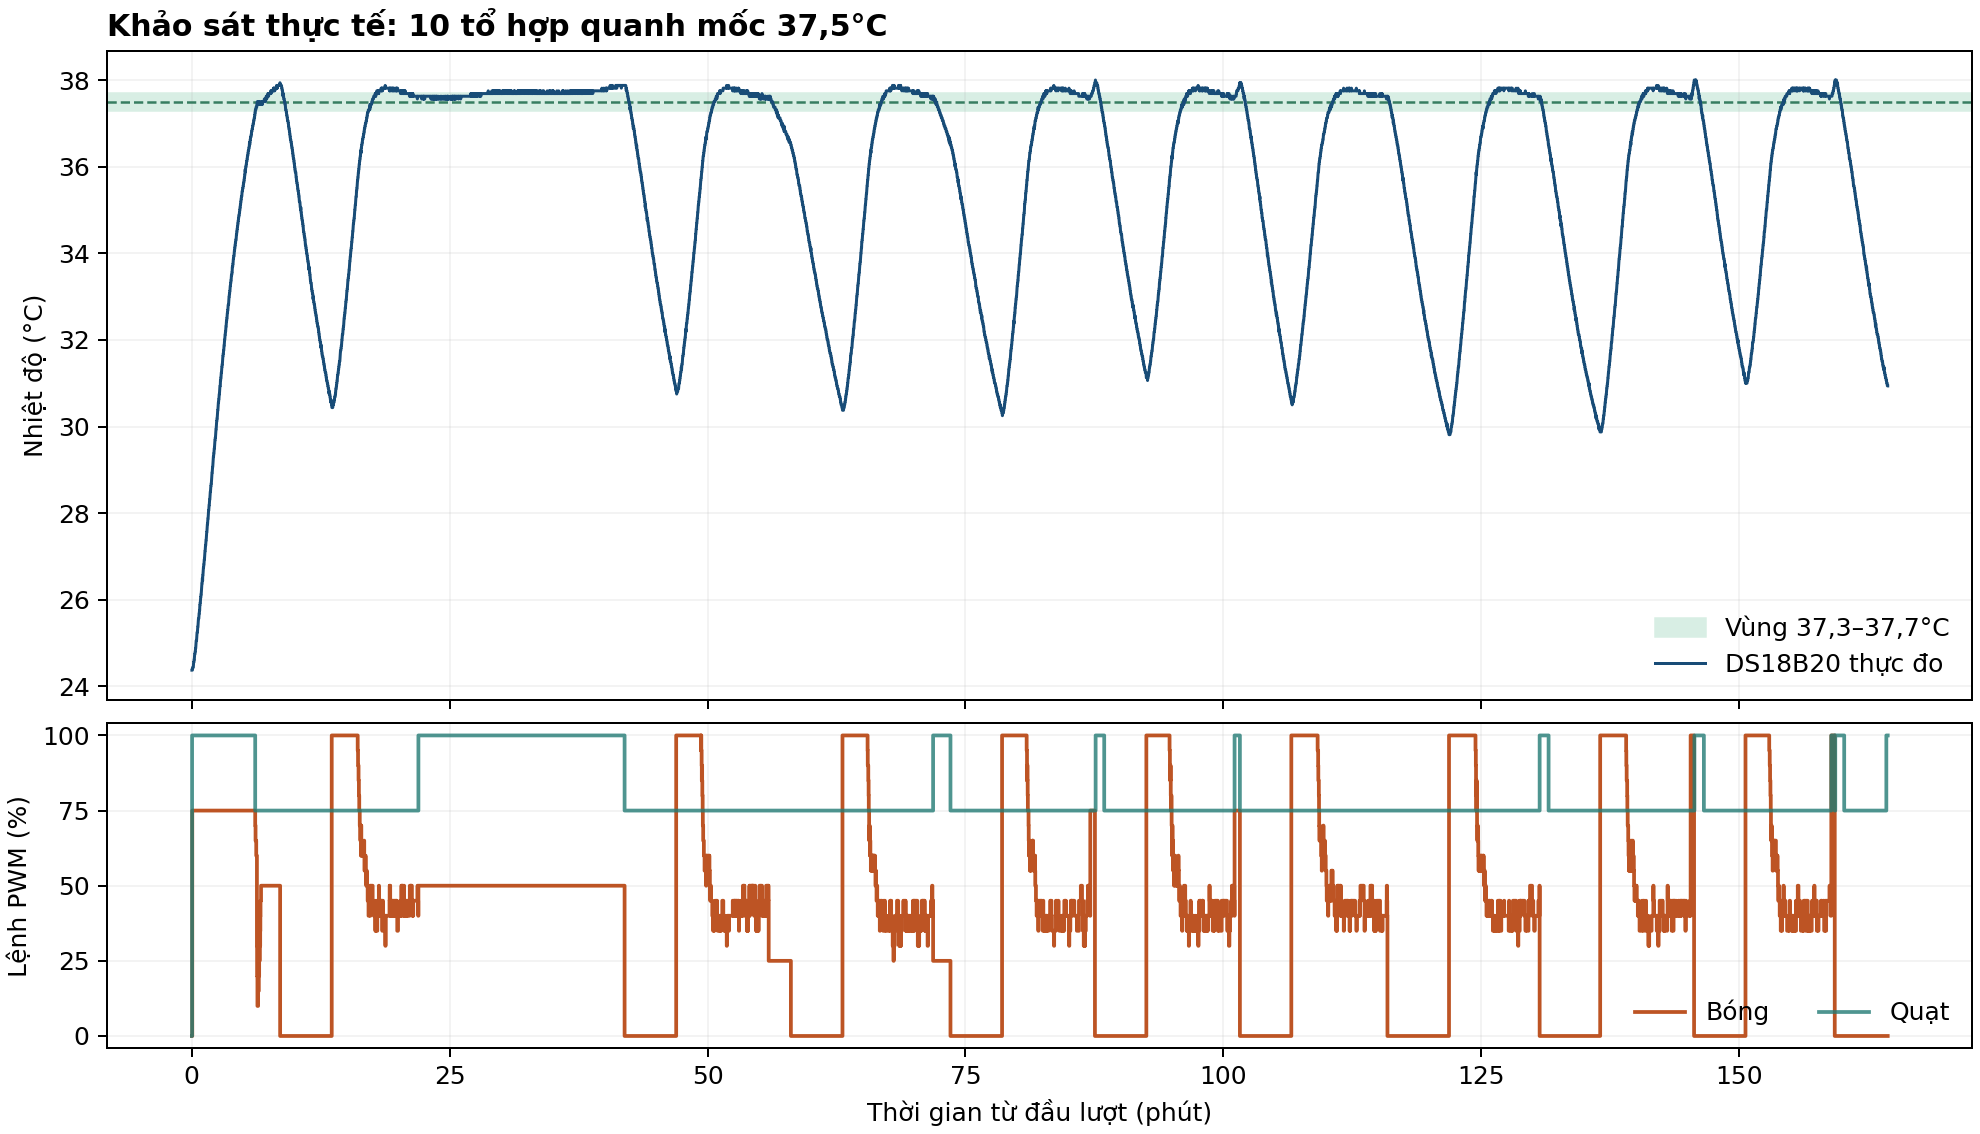 Khảo sát thực tế: 10 tổ hợp quanh mốc 37,5°C
Nhiệt độ (°C)
38
36
34
32
30
28
26
24
Vùng 37,3–37,7°C
DS18B20 thực đo
Lệnh PWM (%)
100
75
50
25
0
Bóng
Quạt
0
25
50
75
100
125
150
Thời gian từ đầu lượt (phút)